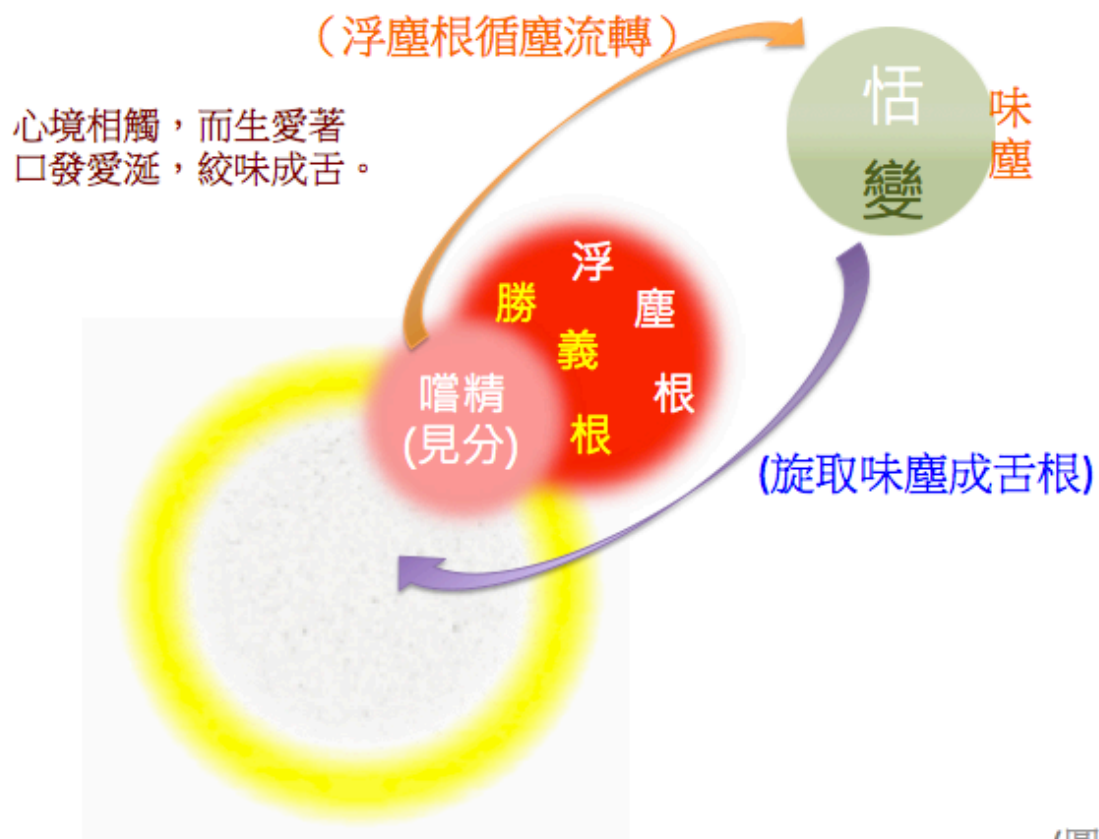 （浮塵根循塵流轉）
心境相觸，而生愛著
口發愛涎，絞味成舌。
恬
變
味
塵
浮
塵
根
勝
義
根
嚐精
(見分)
(旋取味塵成舌根)
(圓